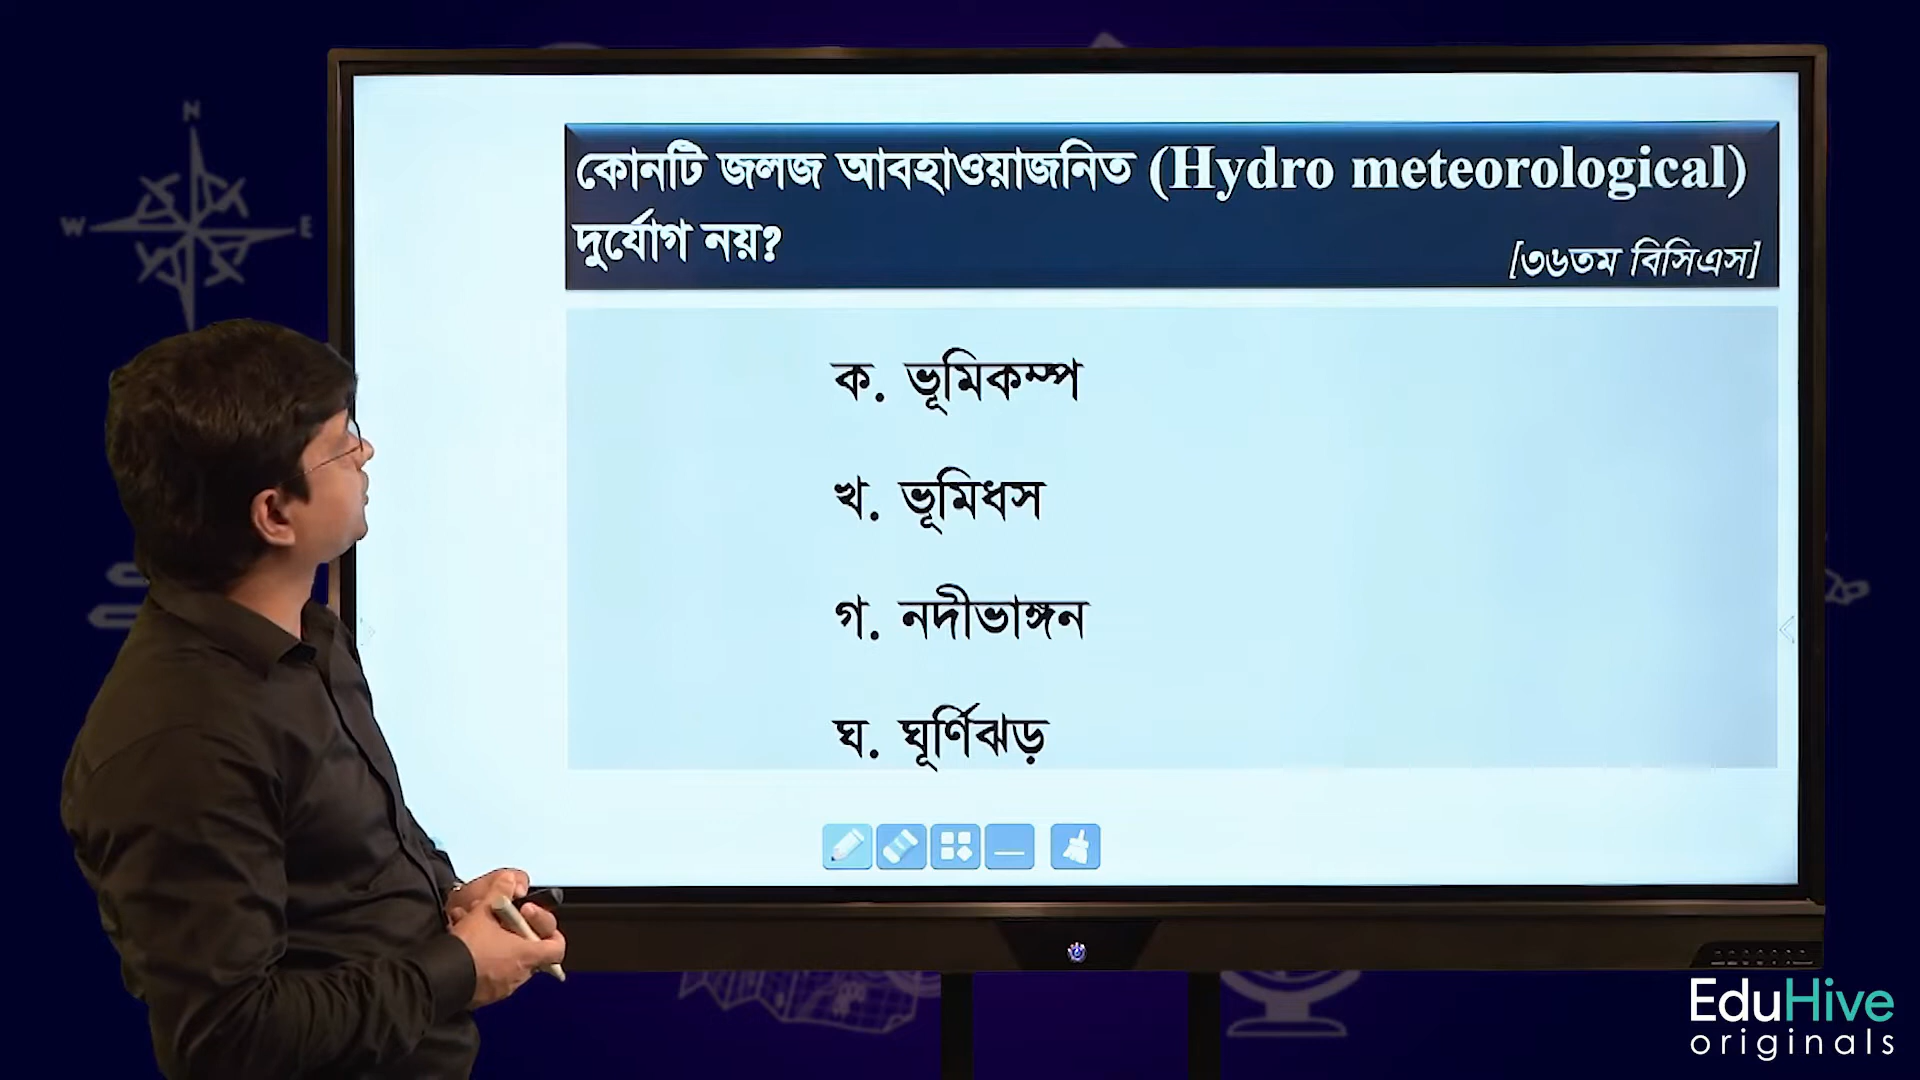 কোনটি জলজ আবহাওয়াজনিত (Hydro meteorological)
দুর্যোগ নয়?
[৩৬তম বিসিএস]
ক. ভূমিকম্প
খ. ভূমিধস
গ. নদীভাঙ্গন
ঘ. ঘূর্ণিঝড়
N
W
E
EduHive
originals